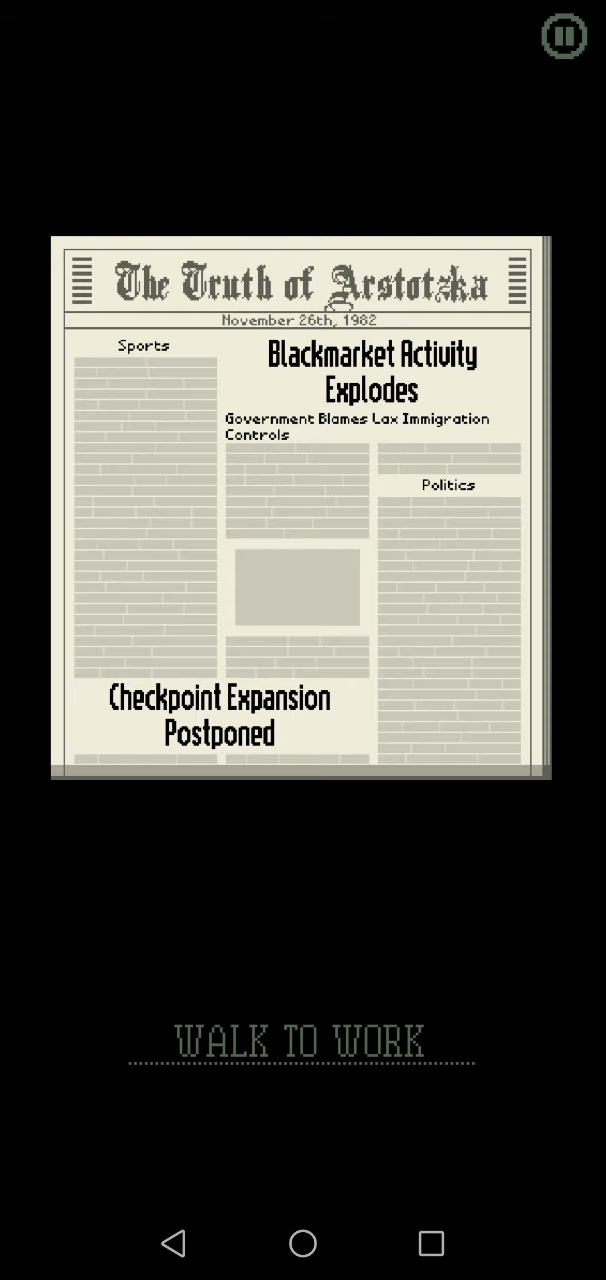 The Truth of Arstotzka
November 26th, 1982
Sports
Blackmarket Activity
Explodes
Government Blames Lax Immigration
Controls
Politics
Checkpoint Expansion
Postponed
WALK TO WORK